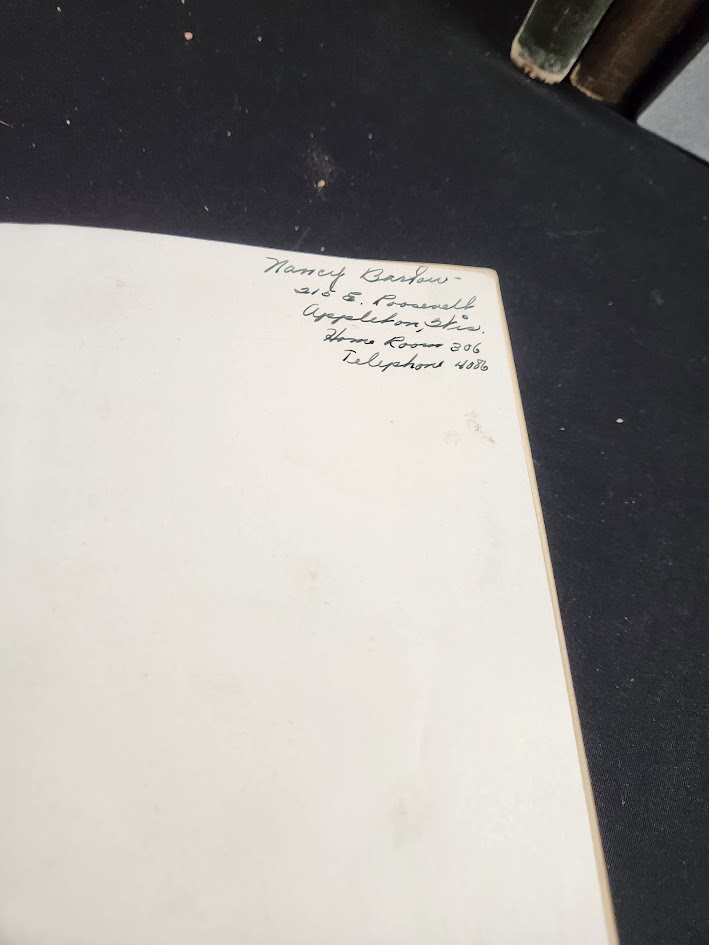 Nancy Barlow
215 E. Roosevelt
Appleton, Wis.
Home Room 306
Telephone 4086